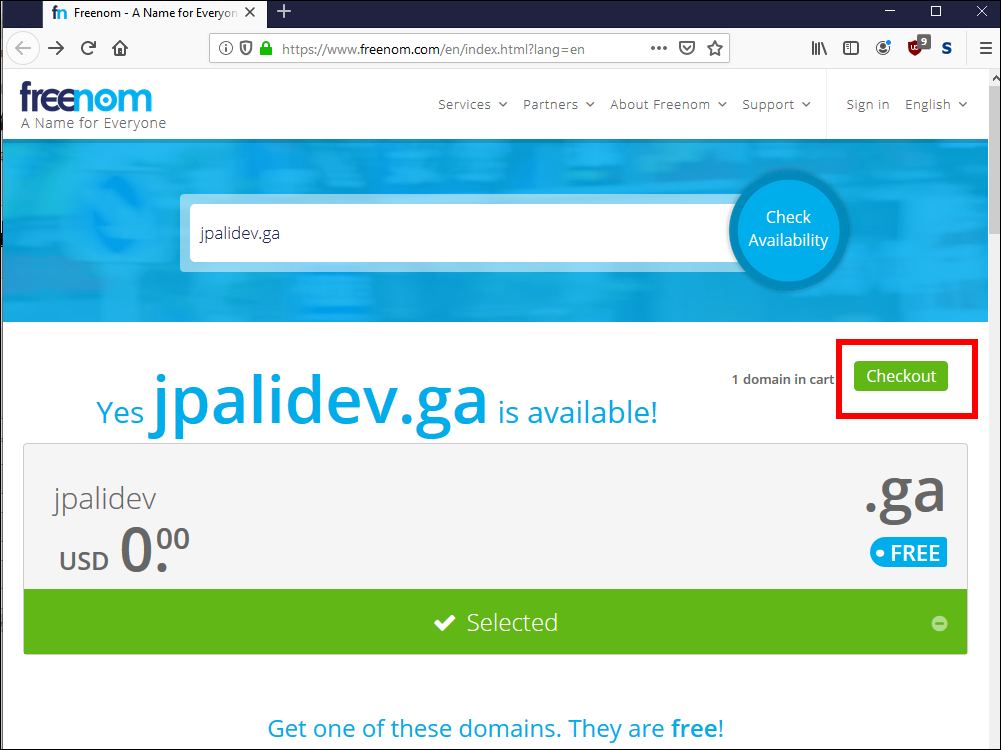 Freenom - A Name for Everyon
https://www.freenom.com/en/index.html?lang=en
9
S
freenom
A Name for Everyone
Services
Partners
About Freenom
Support
Sign in
English
jpalidev.ga
Check
Availability
1 domain in cart
Checkout
Yes jpalidev.ga is available!
jpalidev
.ga
USD 0.00
FREE
Selected
Get one of these domains. They are free!